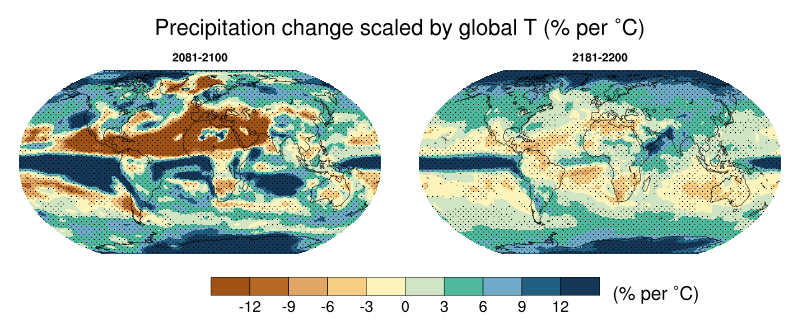 Precipitation change scaled by global T (% per ˚C)
2081-2100 2181-2200
-12 -9 -6 -3 0 3 6 9 12 (% per ˚C)